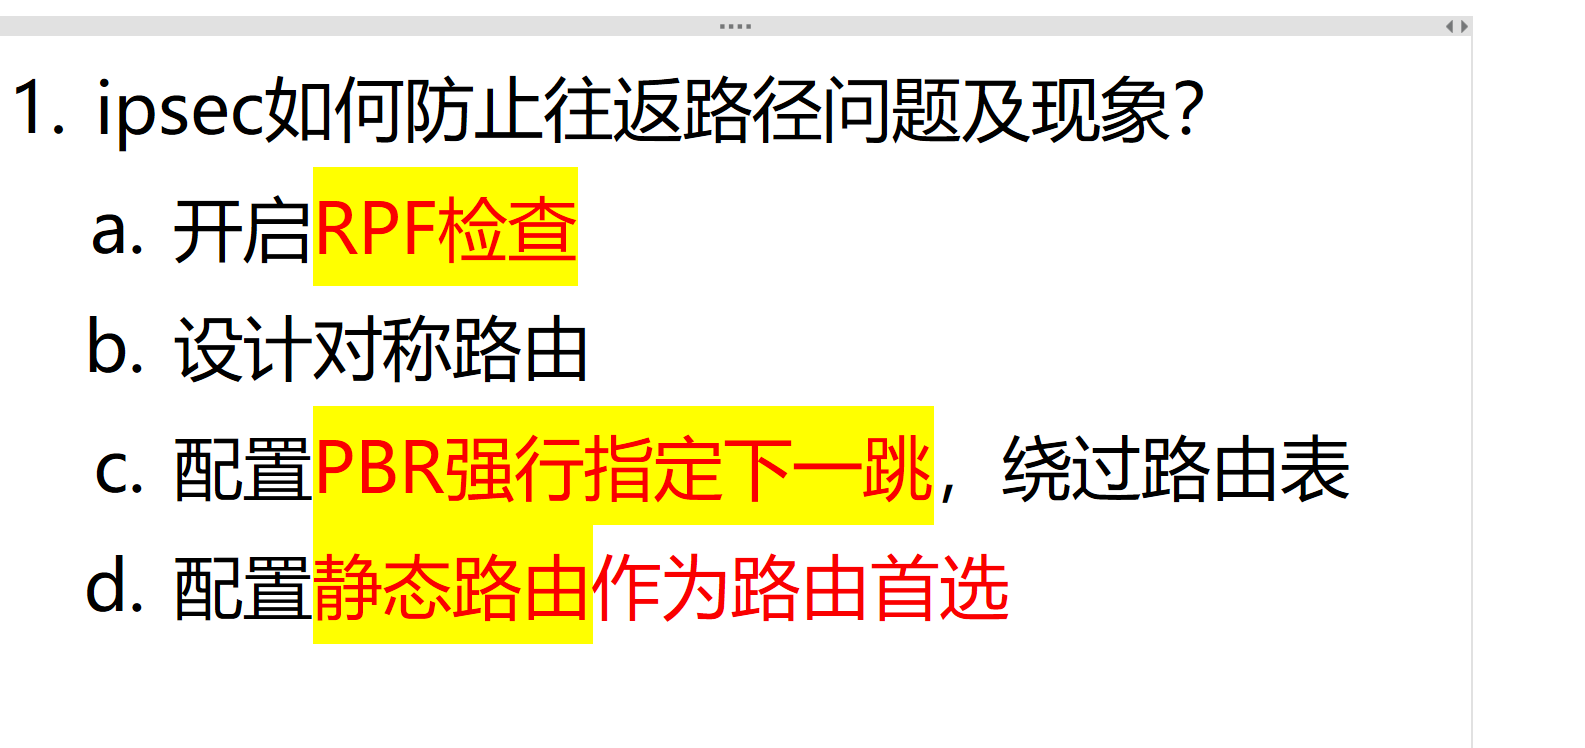 1. ipsec如何防止往返路径问题及现象?
a. 开启RPF检查
b. 设计对称路由
c. 配置PBR强行指定下一跳，绕过路由表
d. 配置静态路由作为路由首选